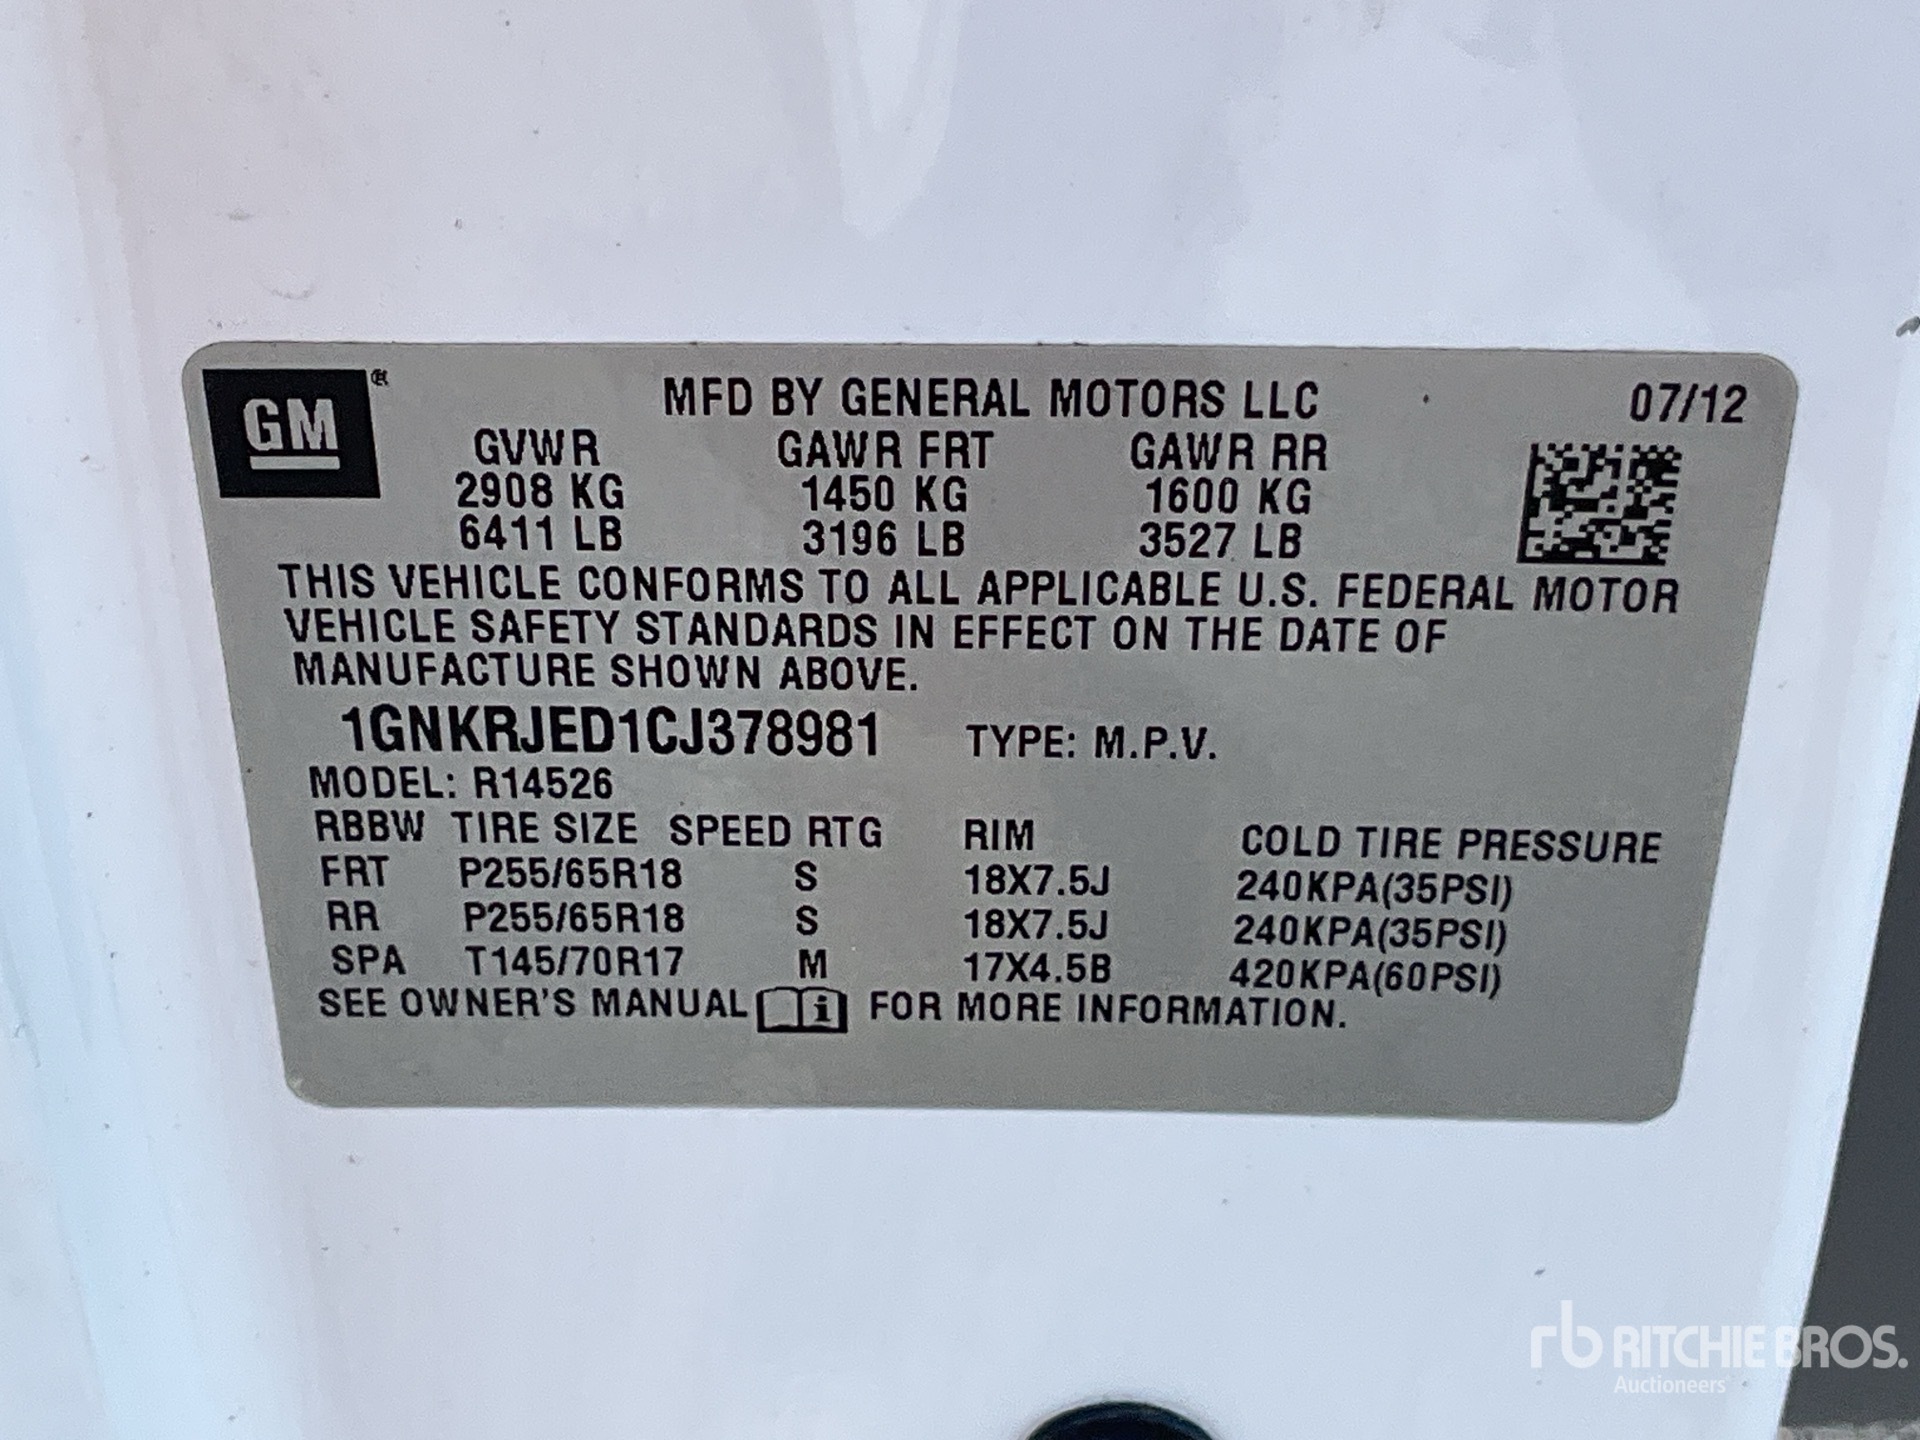 GM ®
MFD BY GENERAL MOTORS LLC 07/12
GVWR GAWR FRT GAWR RR
2908 KG 1450 KG 1600 KG
6411 LB 3196 LB 3527 LB
THIS VEHICLE CONFORMS TO ALL APPLICABLE U.S. FEDERAL MOTOR
VEHICLE SAFETY STANDARDS IN EFFECT ON THE DATE OF
MANUFACTURE SHOWN ABOVE.
1GNKRJED1CJ378981 TYPE: M.P.V.
MODEL: R14526
RBBW TIRE SIZE SPEED RTG RIM COLD TIRE PRESSURE
FRT P255/65R18 S 18X7.5J 240KPA(35PSI)
RR P255/65R18 S 18X7.5J 240KPA(35PSI)
SPA T145/70R17 M 17X4.5B 420KPA(60PSI)
SEE OWNER'S MANUAL i FOR MORE INFORMATION.
rb RITCHIE BROS.
Auctioneers